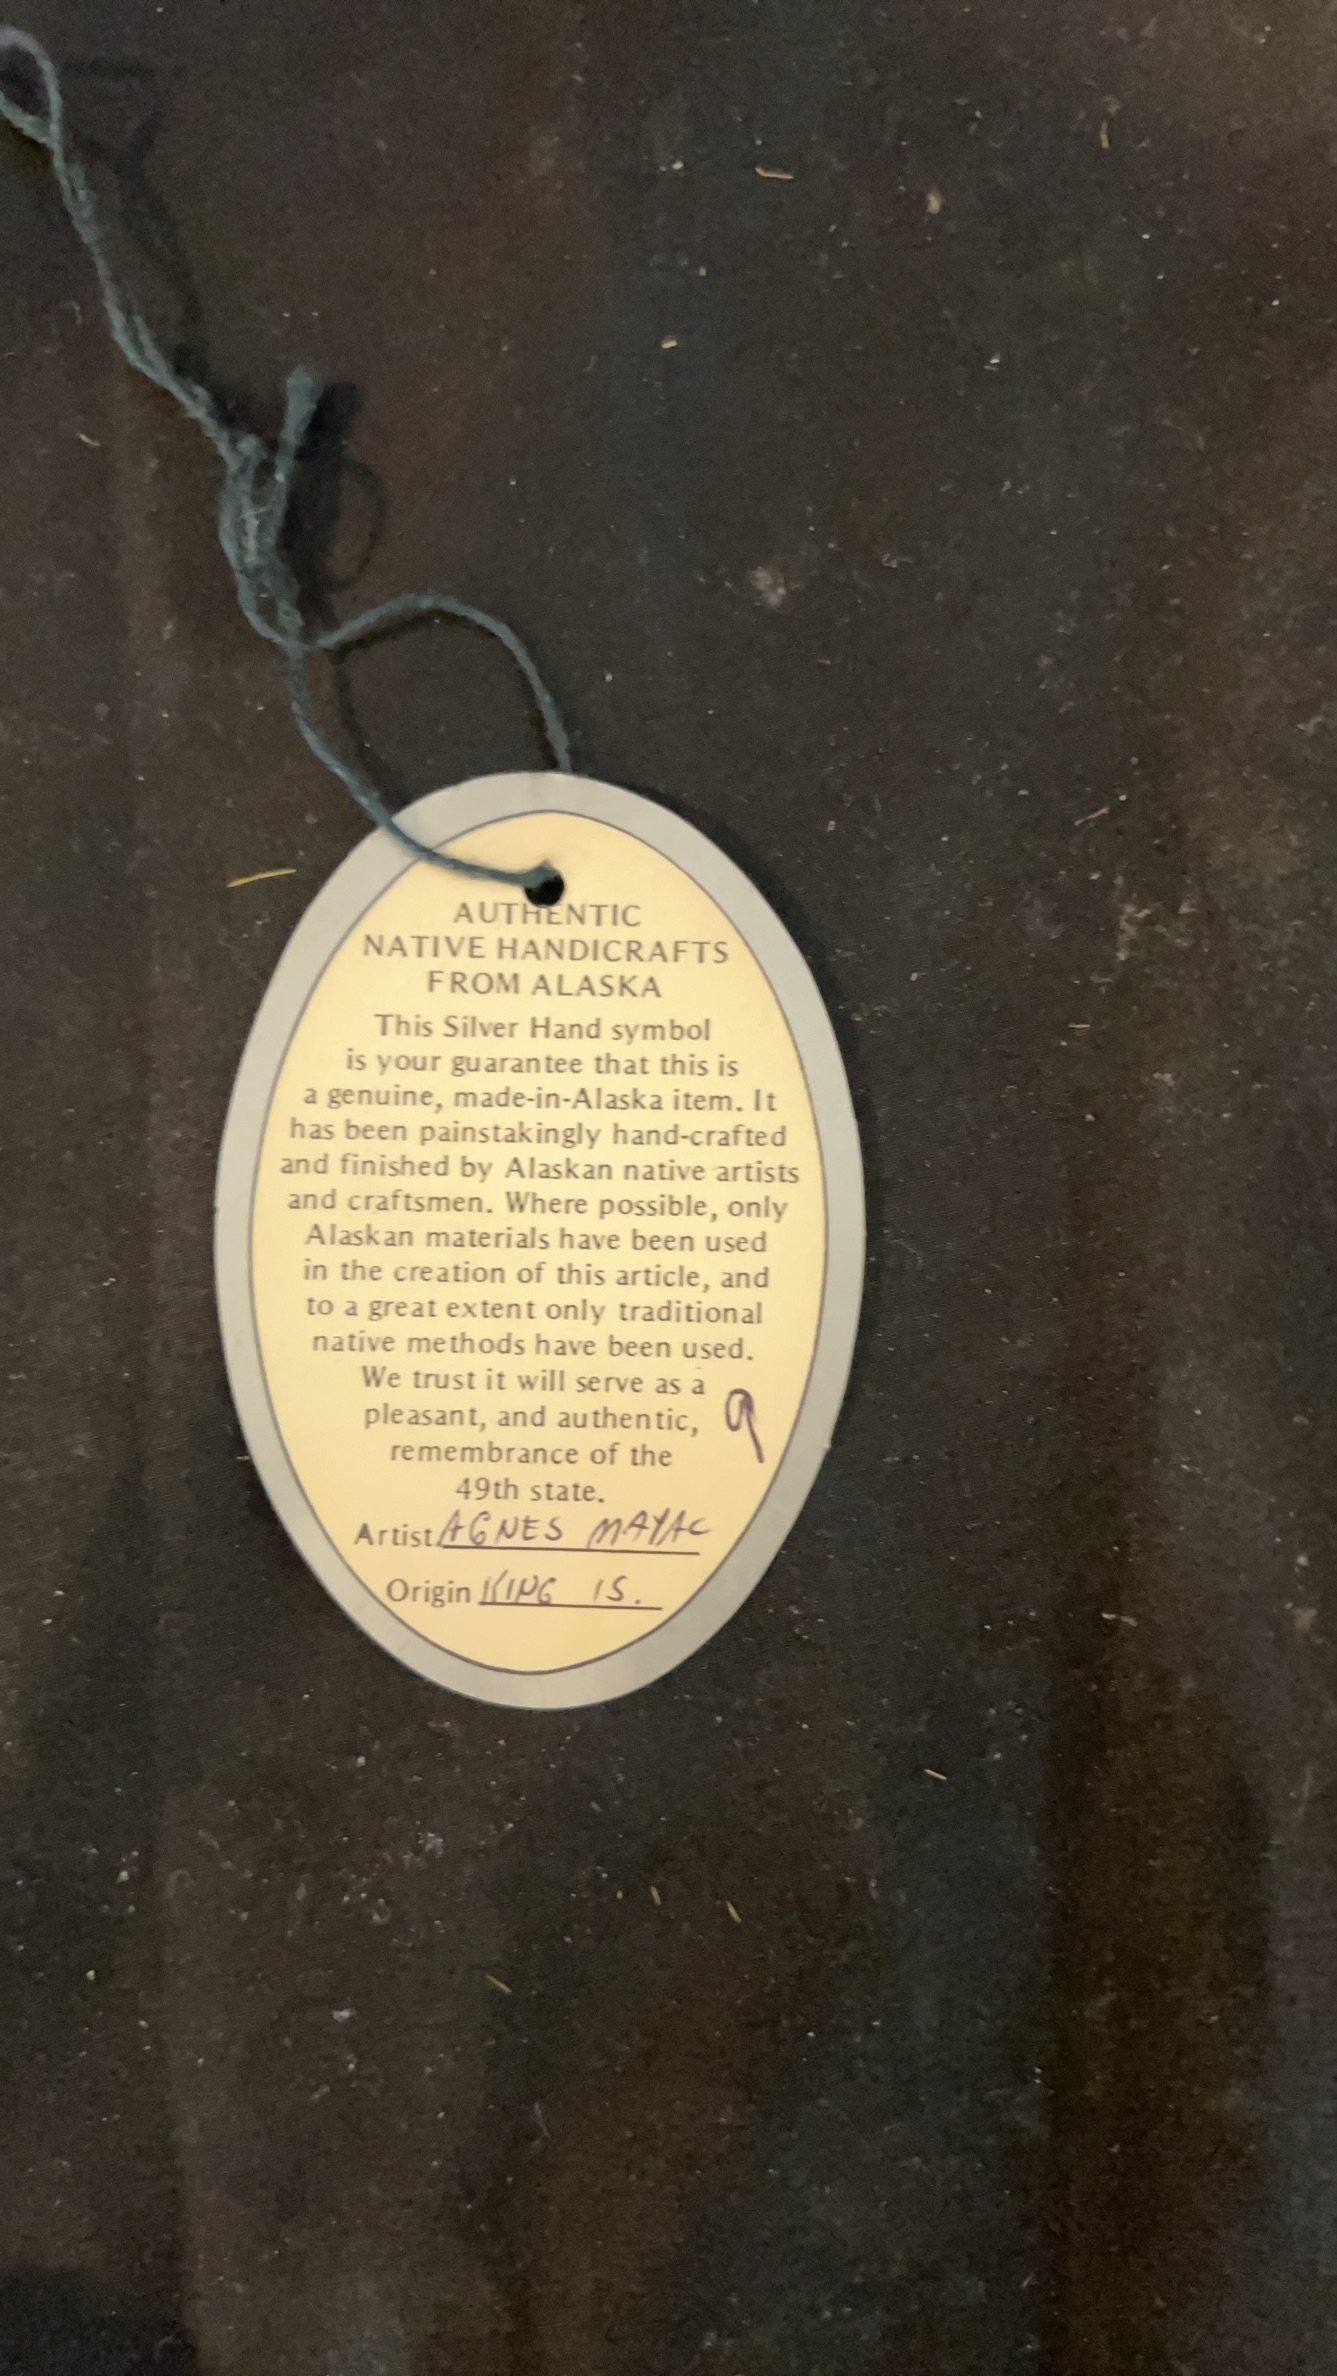 AUTHENTIC
NATIVE HANDICRAFTS
FROM ALASKA
This Silver Hand symbol
is your guarantee that this is
a genuine, made-in-Alaska item. It
has been painstakingly hand-crafted
and finished by Alaskan native artists
and craftsmen. Where possible, only
Alaskan materials have been used
in the creation of this article, and
to a great extent only traditional
native methods have been used.
We trust it will serve as a
pleasant, and authentic,
remembrance of the
49th state.
9
Artist AGNES MAYAC
Origin KING IS.